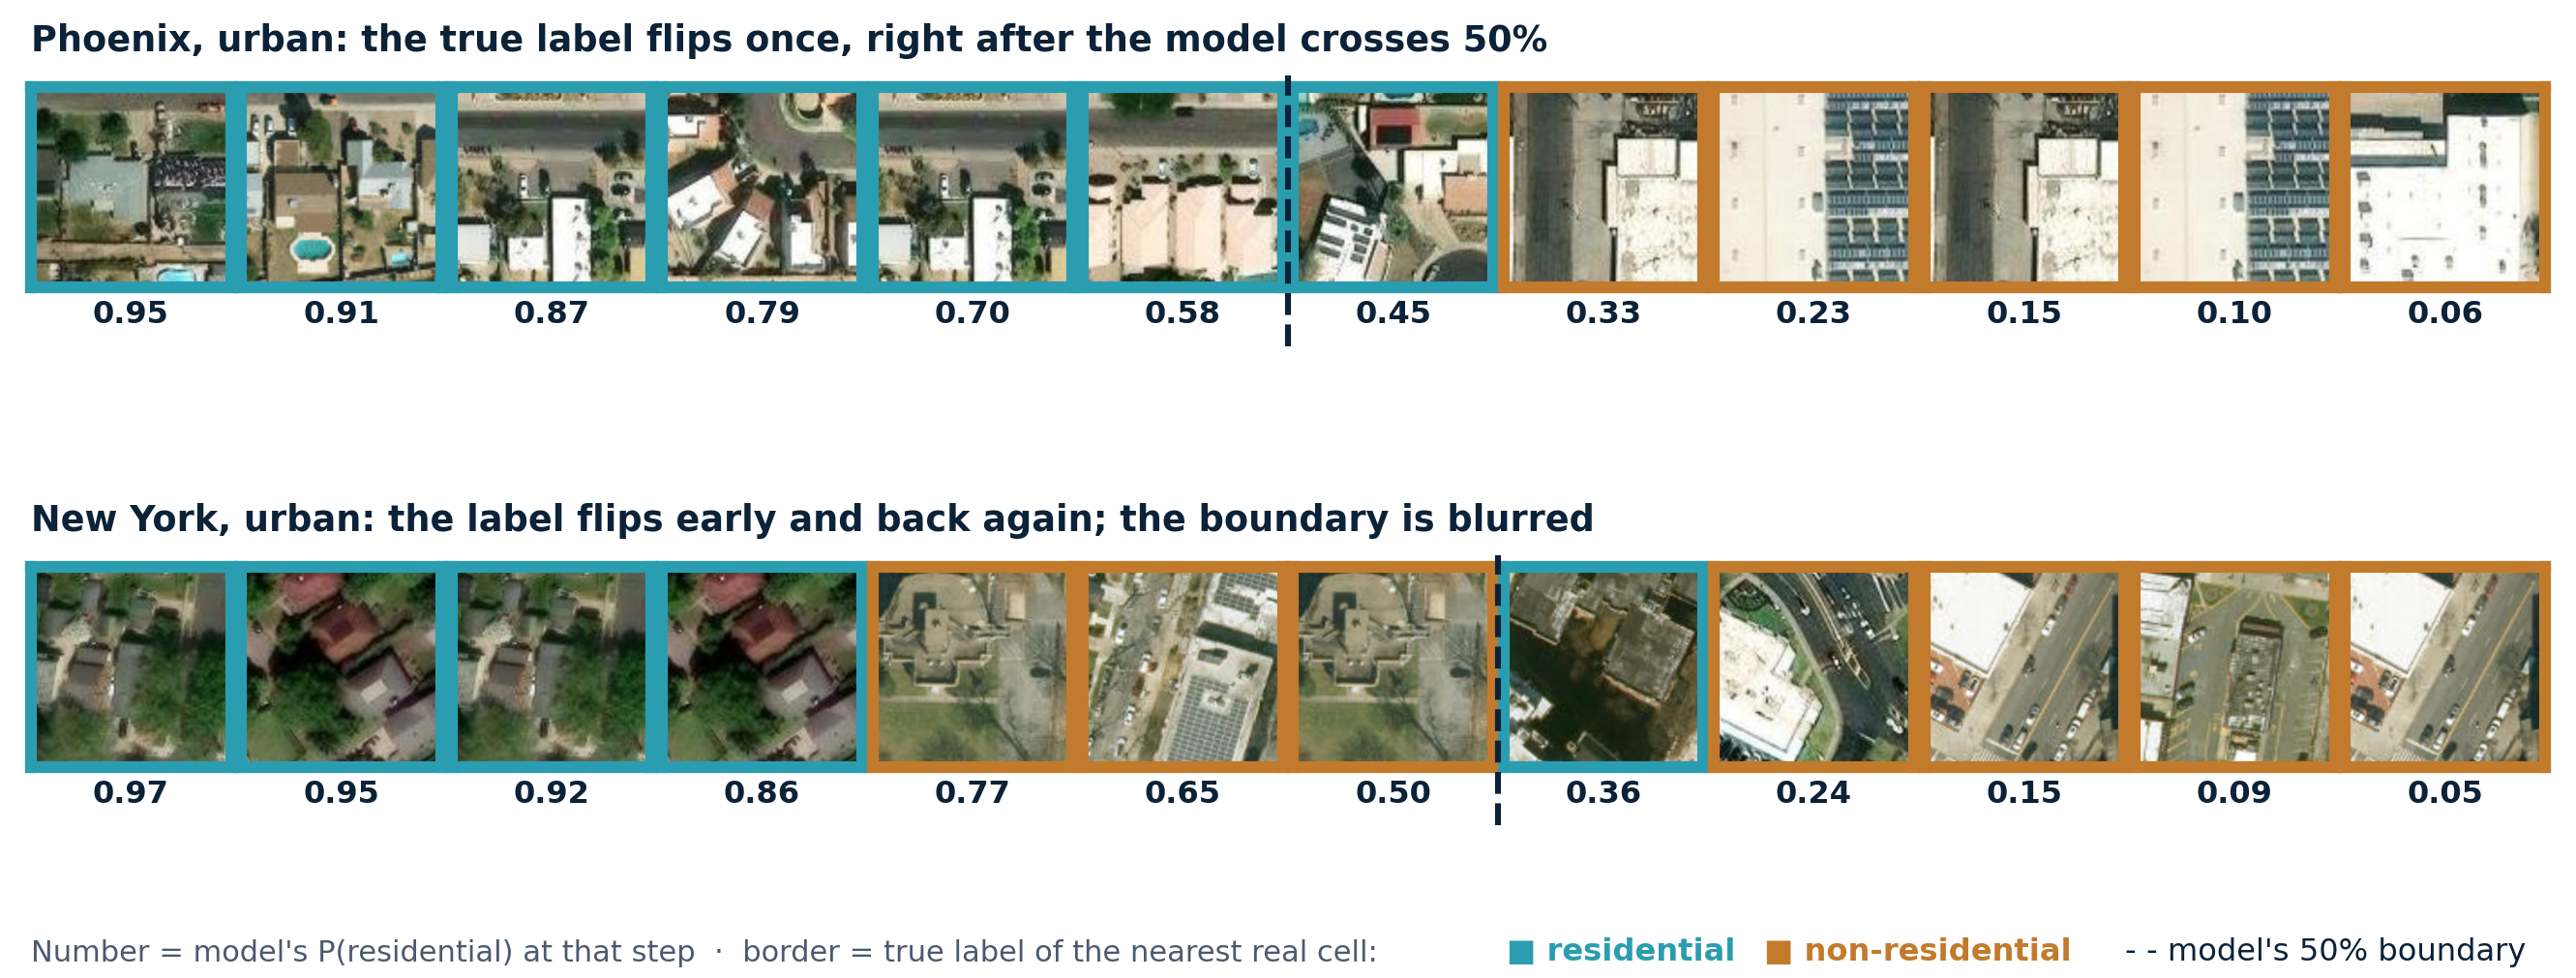 Phoenix, urban: the true label flips once, right after the model crosses 50%
0.95 0.91 0.87 0.79 0.70 0.58 0.45 0.33 0.23 0.15 0.10 0.06
New York, urban: the label flips early and back again; the boundary is blurred
0.97 0.95 0.92 0.86 0.77 0.65 0.50 0.36 0.24 0.15 0.09 0.05
Number = model's P(residential) at that step · border = true label of the nearest real cell: ■ residential ■ non-residential - - model's 50% boundary